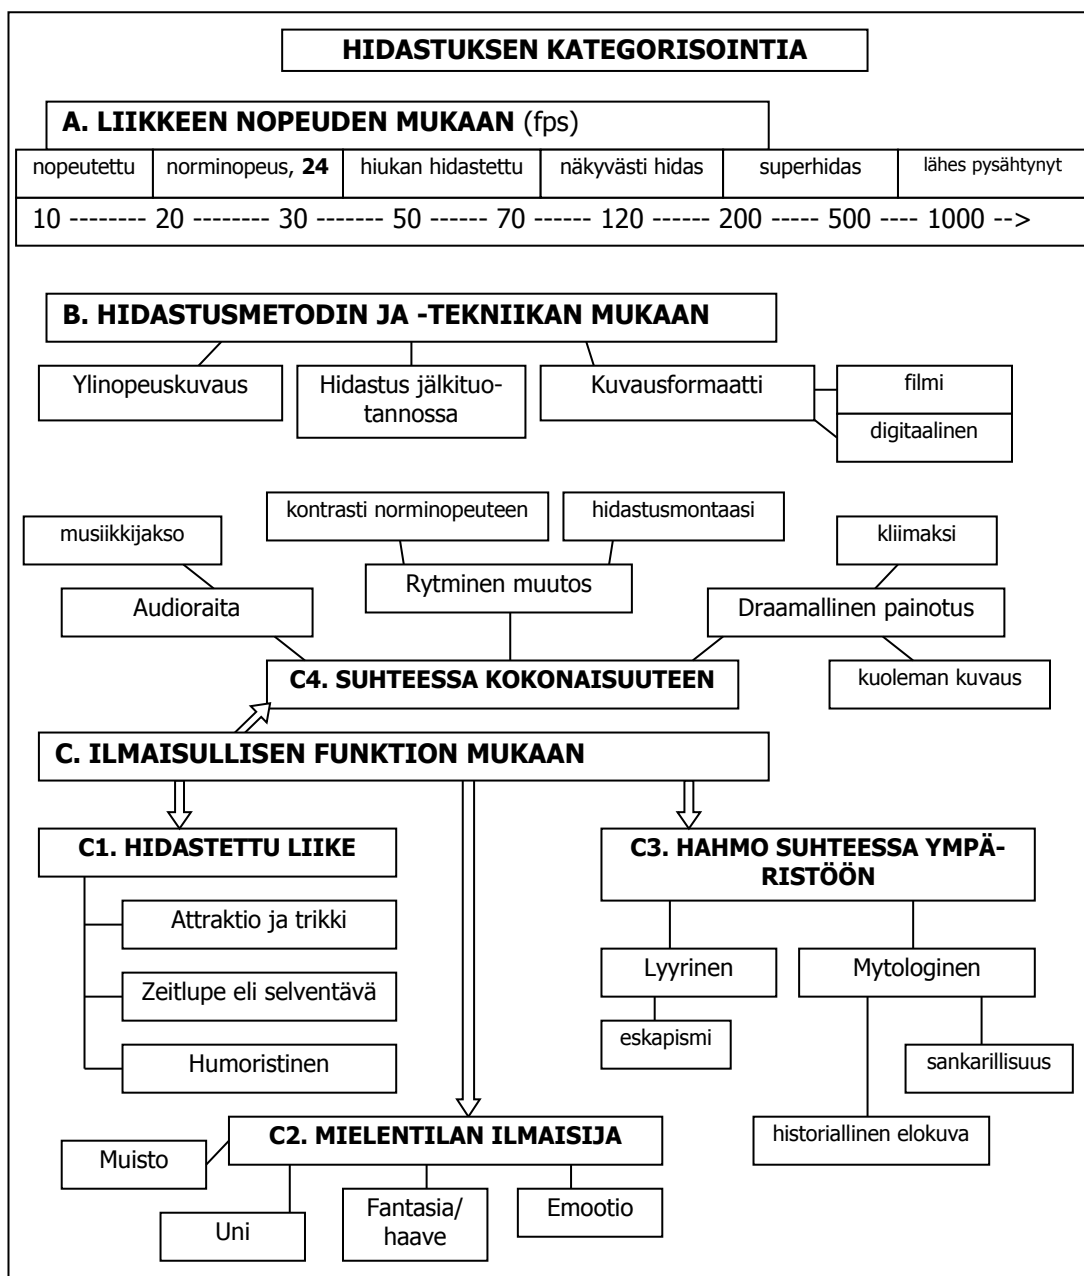 HIDASTUKSEN KATEGORISOINTIA
A. LIIKKEEN NOPEUDEN MUKAAN (fps)
nopeutettu norminopeus, 24 hiukan hidastettu näkyvästi hidas superhidas lähes pysähtynyt
10 -------- 20 -------- 30 ------- 50 ------ 70 ------ 120 ------ 200 ----- 500 ---- 1000 -->
B. HIDASTUSMETODIN JA -TEKNIIKAN MUKAAN
Ylinopeuskuvaus
Hidastus jälkituo-
tannossa
Kuvausformaatti
filmi
digitaalinen
musiikkijakso
kontrasti norminopeuteen
hidastusmontaasi
kliimaksi
Audioraita
Rytminen muutos
Draamallinen painotus
C4. SUHTEESSA KOKONAISUUTEEN
kuoleman kuvaus
C. ILMAISULLISEN FUNKTION MUKAAN
C1. HIDASTETTU LIIKE
Attraktio ja trikki
Zeitlupe eli selventävä
Humoristinen
C3. HAHMO SUHTEESSA YMPÄ-
RISTÖÖN
Lyyrinen
Mytologinen
eskapismi
sankarillisuus
historiallinen elokuva
C2. MIELENTILAN ILMAISIJA
Muisto
Uni
Fantasia/
haave
Emootio